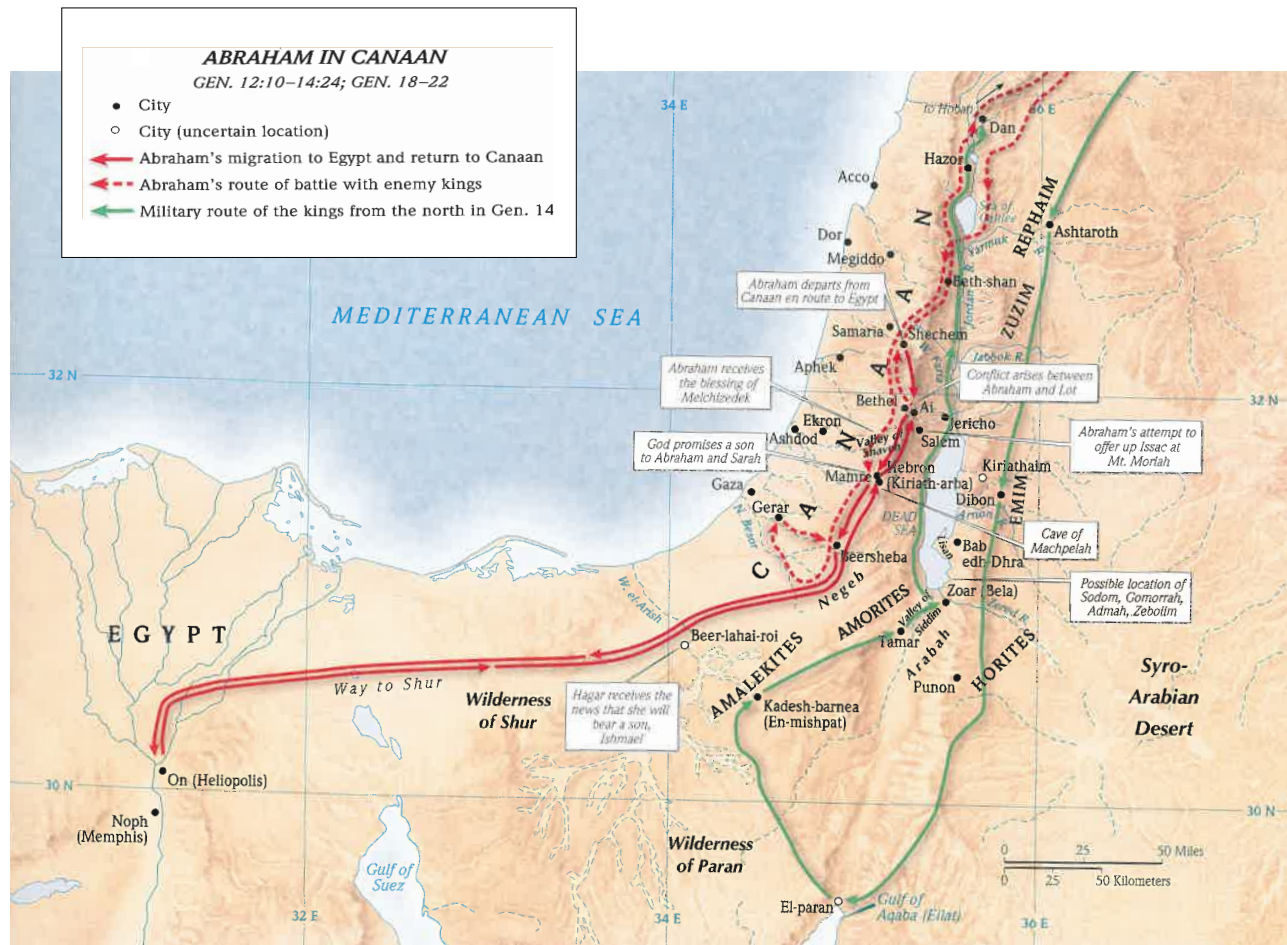 ABRAHAM IN CANAAN
GEN. 12:10–14:24; GEN. 18–22
City
City (uncertain location)
Abraham's migration to Egypt and return to Canaan
Abraham's route of battle with enemy kings
Military route of the kings from the north in Gen. 14
34 E
36 E
to Hobah
Dan
Hazor
Acco
Sea of
Galilee
REPHAIM
Ashtaroth
Yarmuk
R.
Dor
Megiddo
Beth-shan
Jordan R.
ZUZIM
Abraham departs from
Canaan en route to Egypt
MEDITERRANEAN SEA
Samaria
Shechem
W. Faria
Jabbok R.
Aphek
32 N
32 N
Abraham receives
the blessing of
Melchizedek
Conflict arises between
Abraham and Lot
Bethel
Ai
Jericho
Ekron
Ashdod
Valley of
Shaveh
Salem
Abraham's attempt to
offer up Issac at
Mt. Moriah
God promises a son
to Abraham and Sarah
Mamre
Hebron
(Kiriath-arba)
Kiriathaim
Dibon
Arnon
EMIM
Gaza
Gerar
N. Besor
CANAAN
DEAD
SEA
Lisan
Bab
edh-Dhra
Cave of
Machpelah
Beersheba
Negeb
Possible location of
Sodom, Gomorrah,
Admah, Zeboiim
Zoar (Bela)
Zered R.
W. el-Arish
AMORITES
Valley of
Siddim
Tamar
Arabah
HORITES
EGYPT
Beer-lahai-roi
AMALEKITES
Punon
Syro-
Arabian
Desert
Way to Shur
Wilderness
of Shur
Hagar receives the
news that she will
bear a son,
Ishmael
Kadesh-barnea
(En-mishpat)
On (Heliopolis)
30 N
30 N
Noph
(Memphis)
Wilderness
of Paran
0 25 50 Miles
0 25 50 Kilometers
Gulf of
Suez
El-paran
Gulf of
Aqaba (Eilat)
32 E
34 E
36 E